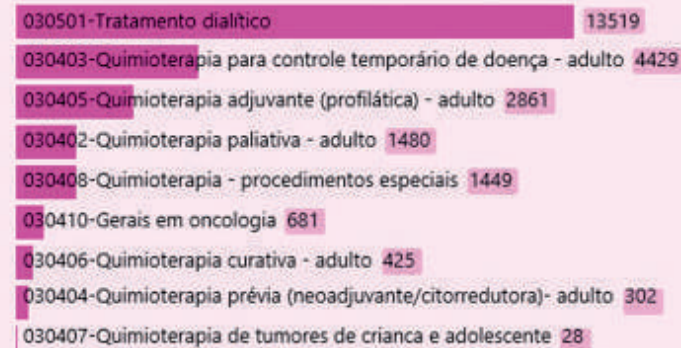 030501-Tratamento dialítico 13519
030403-Quimioterapia para controle temporário de doença - adulto 4429
030405-Quimioterapia adjuvante (profilática) - adulto 2861
030402-Quimioterapia paliativa - adulto 1480
030408-Quimioterapia - procedimentos especiais 1449
030410-Gerais em oncologia 681
030406-Quimioterapia curativa - adulto 425
030404-Quimioterapia prévia (neoadjuvante/citorredutora)- adulto 302
030407-Quimioterapia de tumores de crianca e adolescente 28